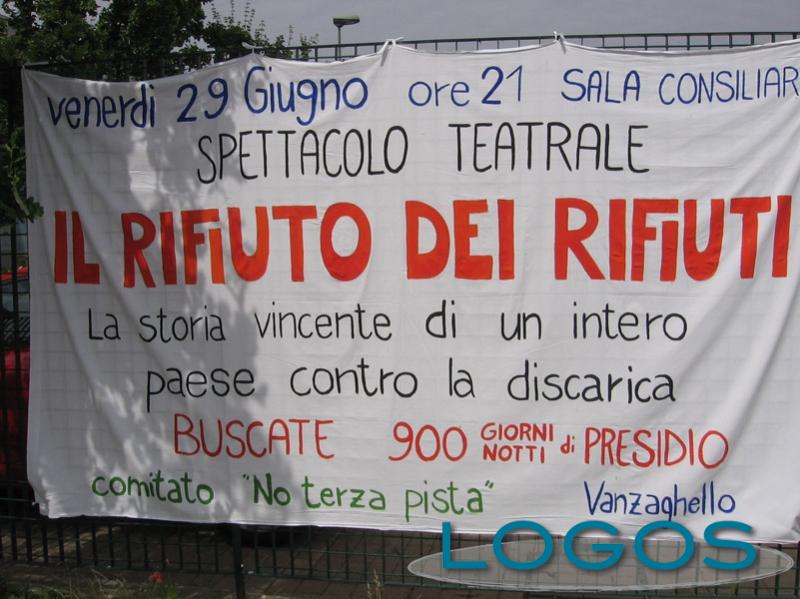 venerdi 29 Giugno ore 21 SALA CONSILIAR
SPETTACOLO TEATRALE
IL RIFiUTO DEI RIFiUTI
La storia vincente di un intero
paese contro la discarica
BUSCATE 900 GIORNI NOTTI di PRESIDIO
comitato "No terza pista" Vanzaghello
LOGOS